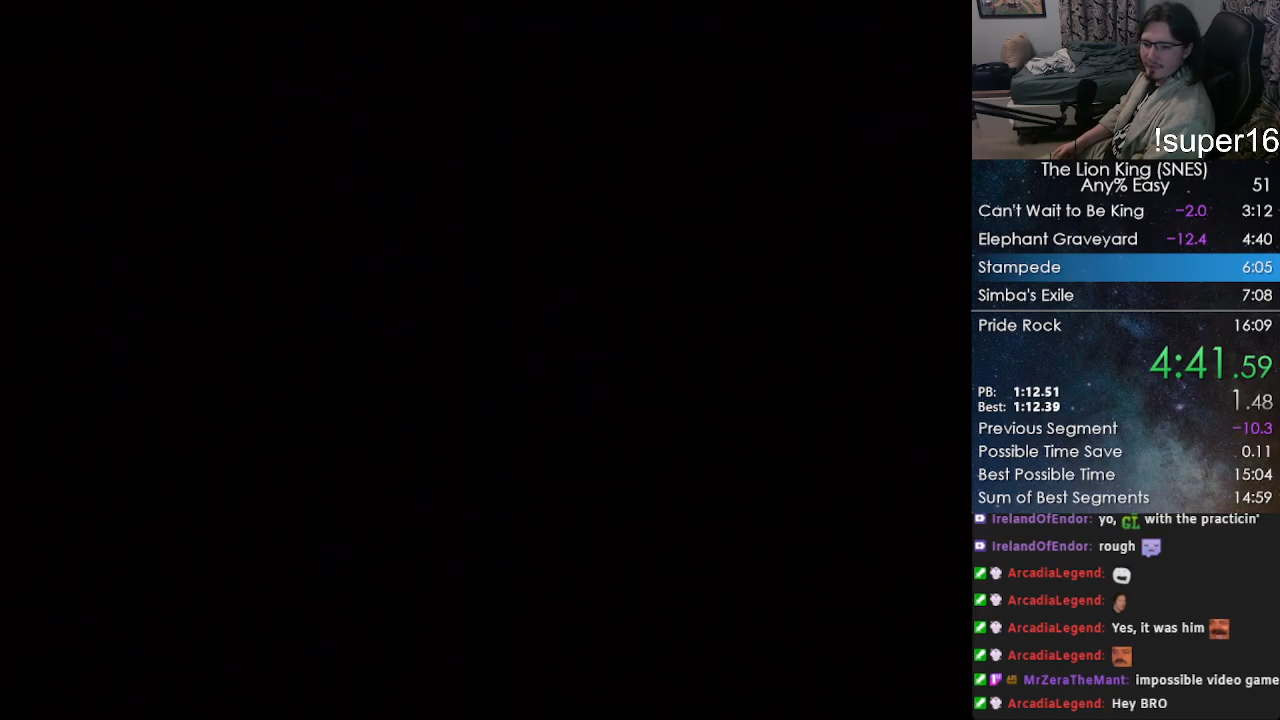 !super16
The Lion King (SNES)
Any% Easy 51
Can't Wait to Be King −2.0 3:12
Elephant Graveyard −12.4 4:40
Stampede 6:05
Simba's Exile 7:08
Pride Rock 16:09
4:41.59
PB: 1:12.51
Best: 1:12.39
1.48
Previous Segment −10.3
Possible Time Save 0.11
Best Possible Time 15:04
Sum of Best Segments 14:59
IrelandOfEndor: yo, GL with the practicin'
IrelandOfEndor: rough
ArcadiaLegend:
ArcadiaLegend:
ArcadiaLegend: Yes, it was him
ArcadiaLegend:
MrZeraTheMant: impossible video game
ArcadiaLegend: Hey BRO